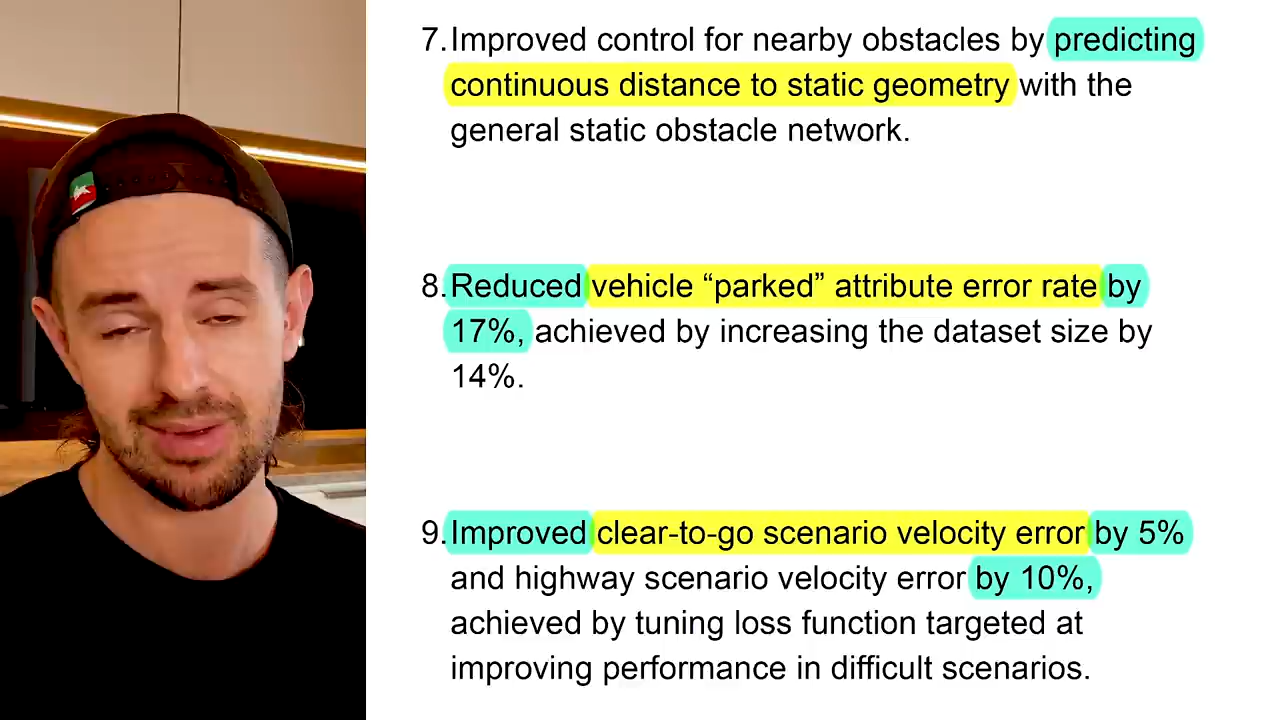 7. Improved control for nearby obstacles by predicting
continuous distance to static geometry with the
general static obstacle network.
8. Reduced vehicle “parked” attribute error rate by
17%, achieved by increasing the dataset size by
14%.
9. Improved clear-to-go scenario velocity error by 5%
and highway scenario velocity error by 10%,
achieved by tuning loss function targeted at
improving performance in difficult scenarios.